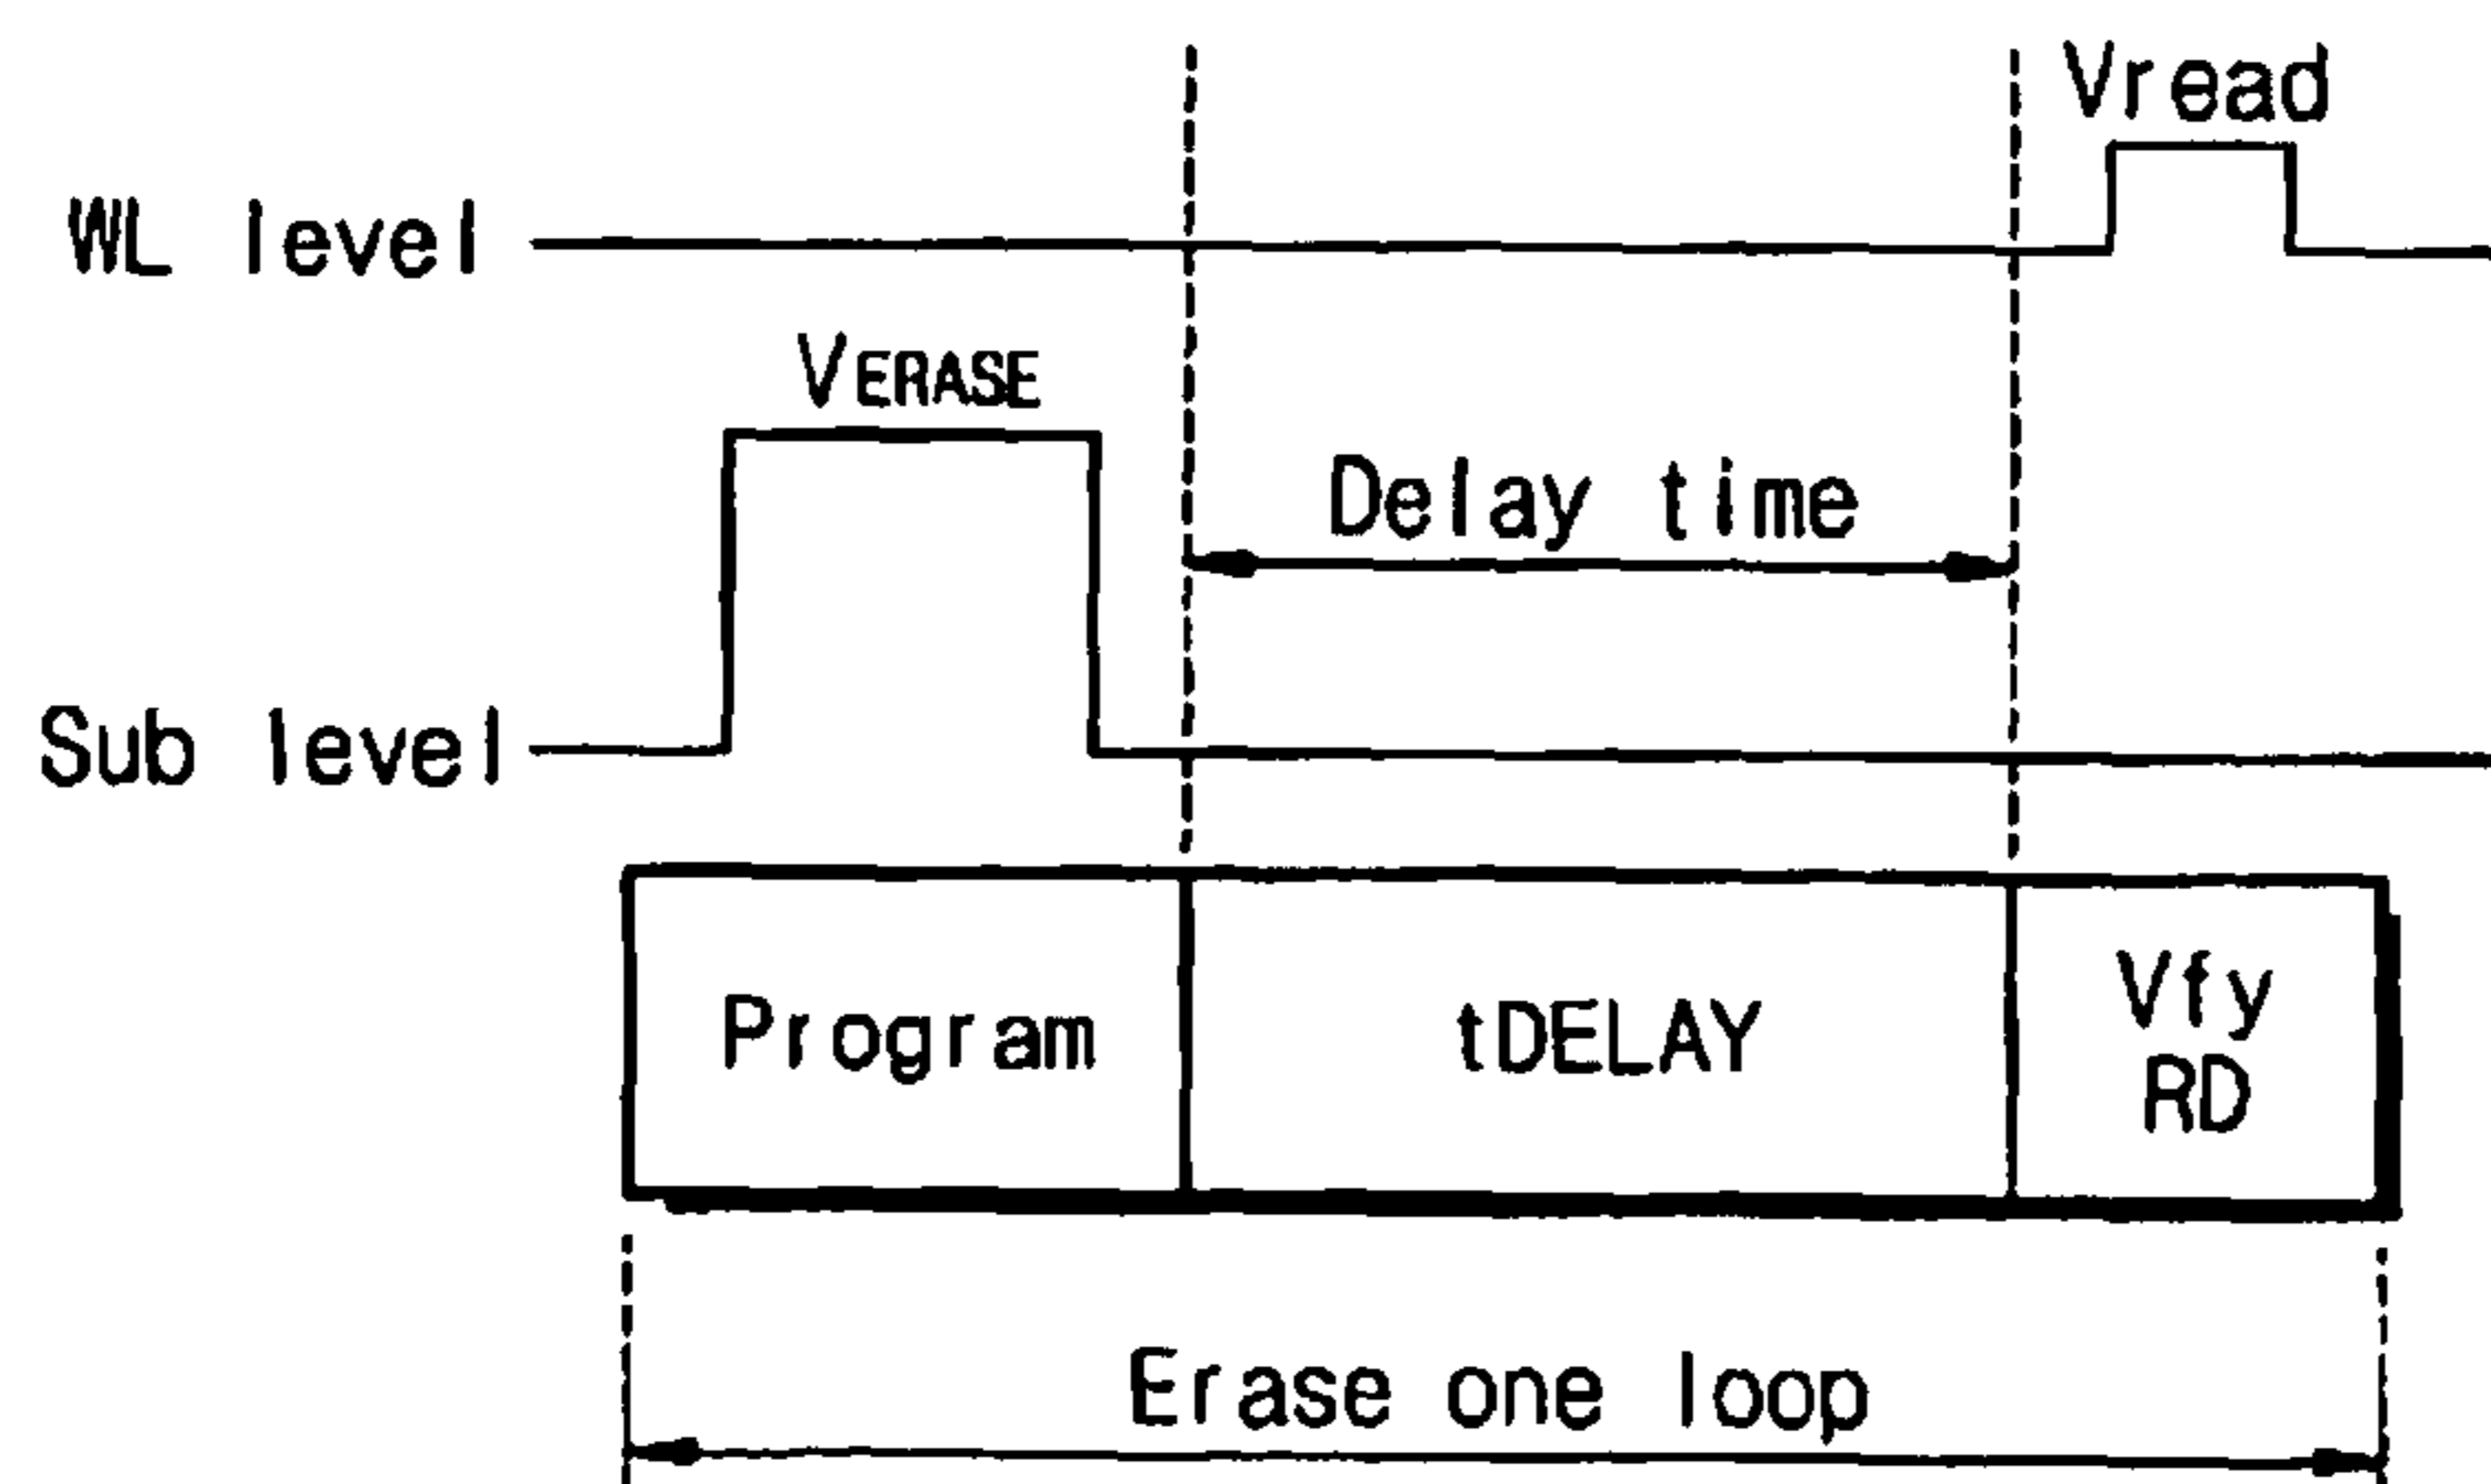 Vread
WL level
VERASE
Delay time
Sub level
Program
tDELAY
Vfy
RD
Erase one loop